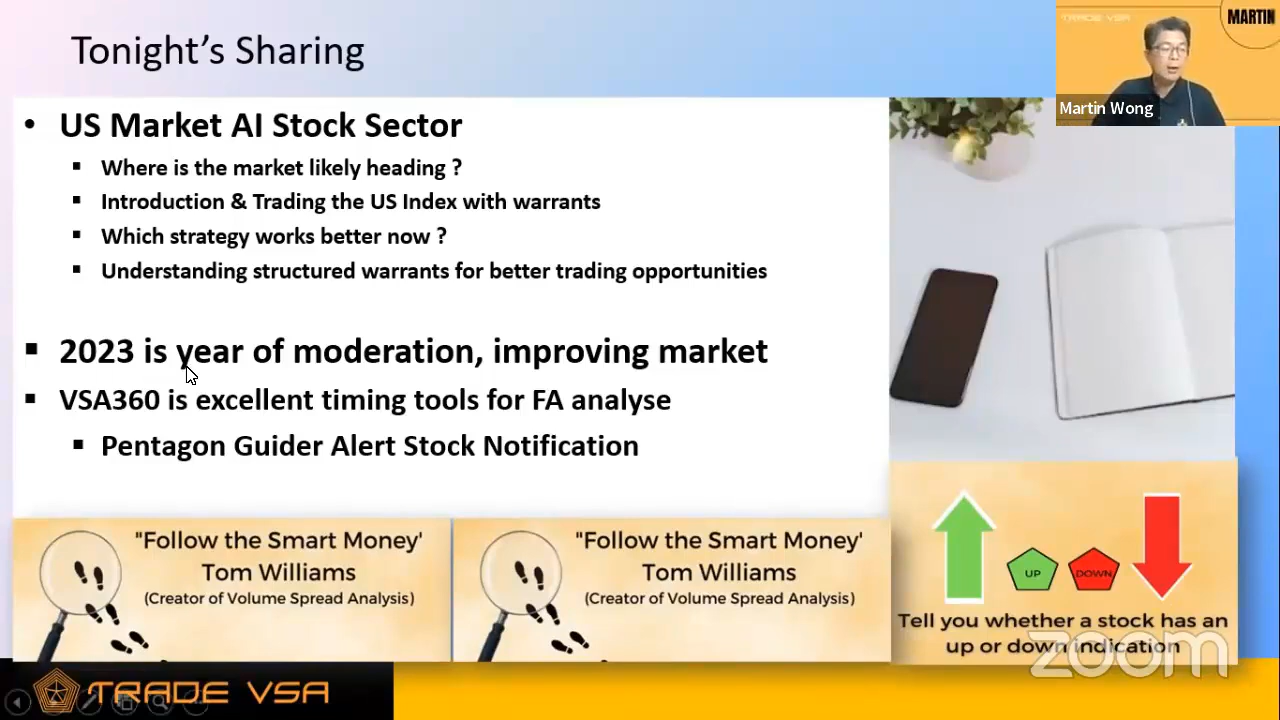 Tonight's Sharing
TRADE VSA
MARTIN
Martin Wong
• US Market AI Stock Sector
▪ Where is the market likely heading ?
▪ Introduction & Trading the US Index with warrants
▪ Which strategy works better now ?
▪ Understanding structured warrants for better trading opportunities
▪ 2023 is year of moderation, improving market
▪ VSA360 is excellent timing tools for FA analyse
▪ Pentagon Guider Alert Stock Notification
"Follow the Smart Money'
Tom Williams
(Creator of Volume Spread Analysis)
"Follow the Smart Money'
Tom Williams
(Creator of Volume Spread Analysis)
UP
DOWN
Tell you whether a stock has an
up or down indication
zoom
TRADE VSA